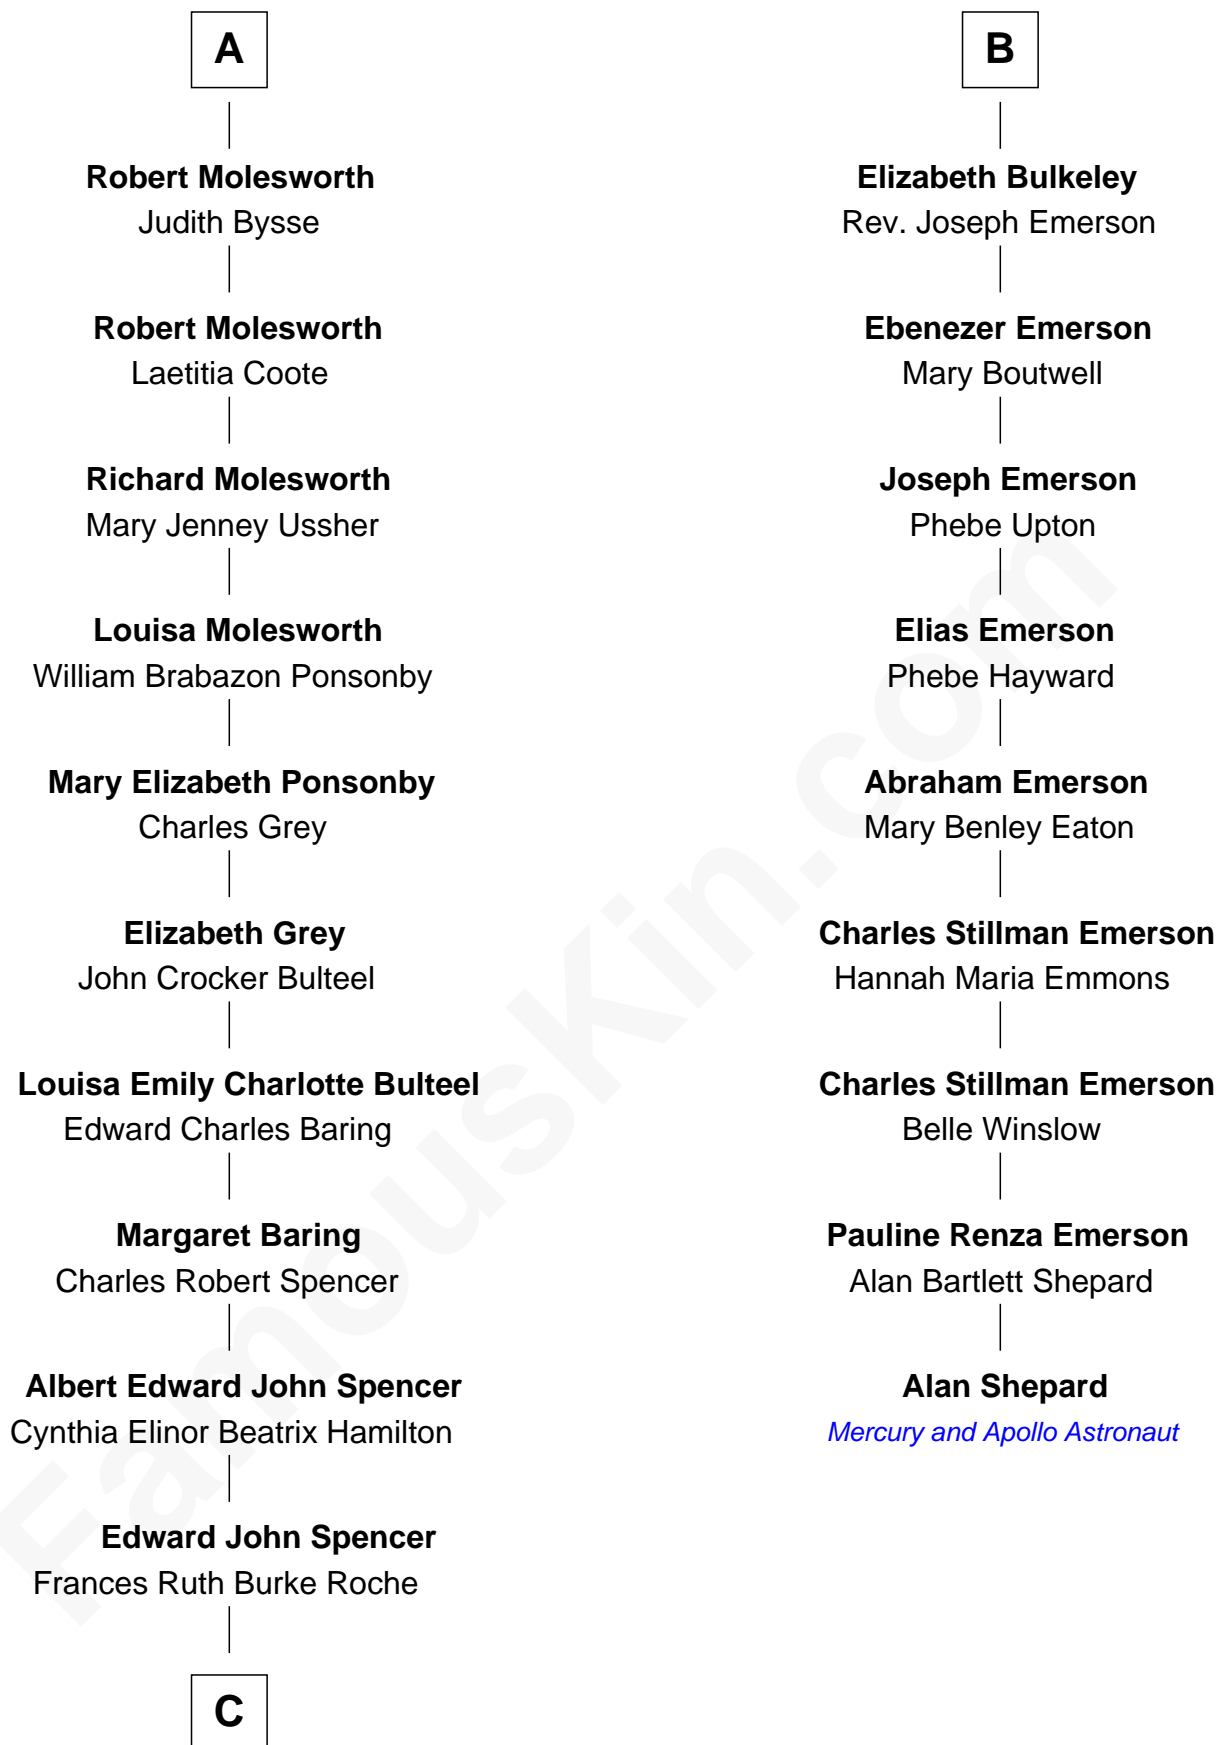 A
Robert Molesworth
Judith Bysse
Robert Molesworth
Laetitia Coote
Richard Molesworth
Mary Jenney Ussher
Louisa Molesworth
William Brabazon Ponsonby
Mary Elizabeth Ponsonby
Charles Grey
Elizabeth Grey
John Crocker Bulteel
Louisa Emily Charlotte Bulteel
Edward Charles Baring
Margaret Baring
Charles Robert Spencer
Albert Edward John Spencer
Cynthia Elinor Beatrix Hamilton
Edward John Spencer
Frances Ruth Burke Roche
C
B
Elizabeth Bulkeley
Rev. Joseph Emerson
Ebenezer Emerson
Mary Boutwell
Joseph Emerson
Phebe Upton
Elias Emerson
Phebe Hayward
Abraham Emerson
Mary Benley Eaton
Charles Stillman Emerson
Hannah Maria Emmons
Charles Stillman Emerson
Belle Winslow
Pauline Renza Emerson
Alan Bartlett Shepard
Alan Shepard
Mercury and Apollo Astronaut
FamousKin.com